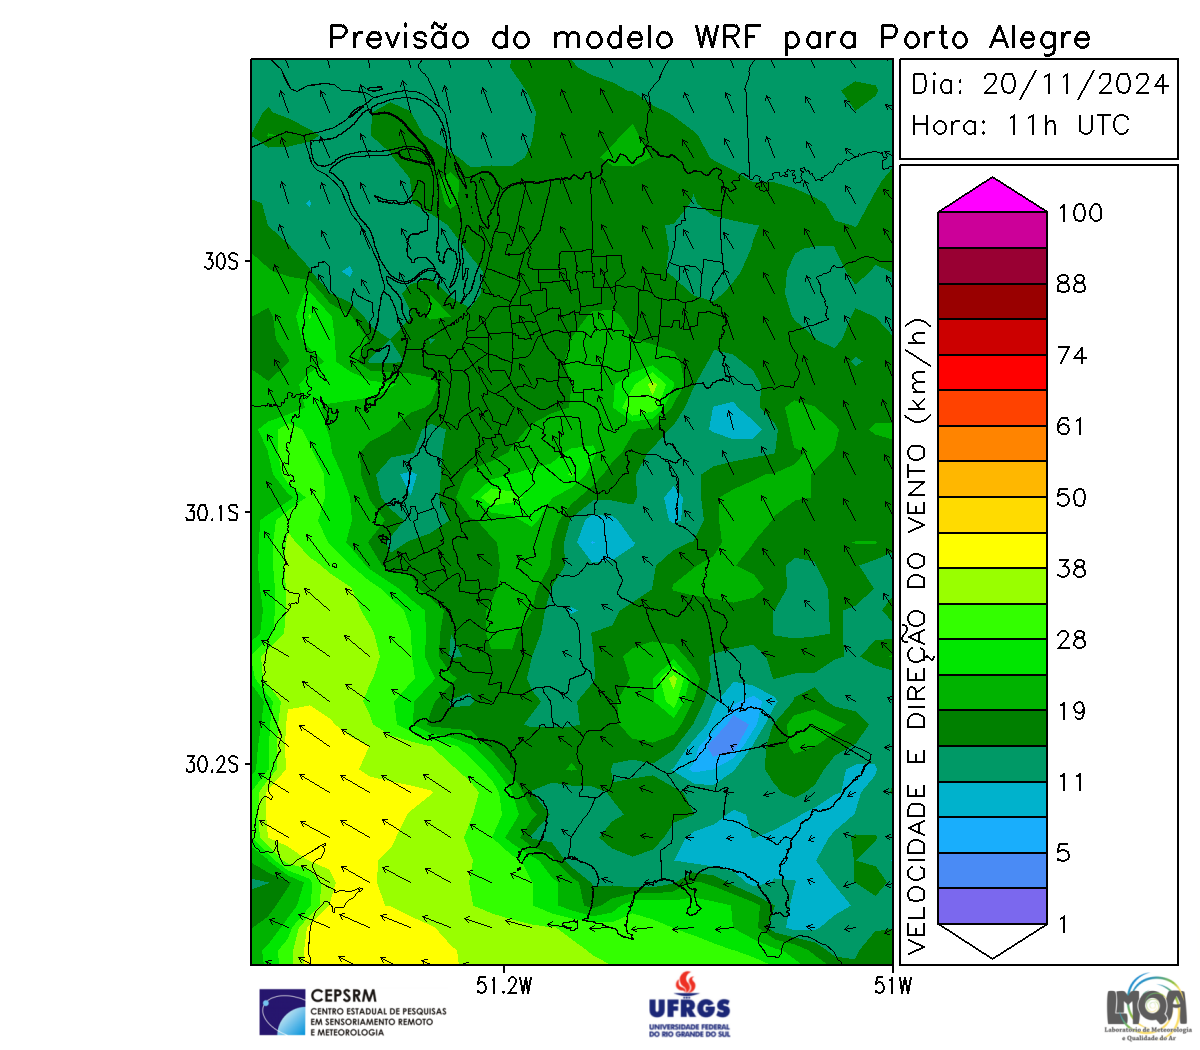 Previsão do modelo WRF para Porto Alegre
Dia: 20/11/2024
Hora: 11h UTC
30S
30.1S
30.2S
51.2W
51W
VELOCIDADE E DIREÇÃO DO VENTO (km/h)
100
88
74
61
50
38
28
19
11
5
1
CEPSRM
CENTRO ESTADUAL DE PESQUISAS
EM SENSORIAMENTO REMOTO
E METEOROLOGIA
UFRGS
UNIVERSIDADE FEDERAL
DO RIO GRANDE DO SUL
LMQA
Laboratório de Meteorologia
e Qualidade do Ar